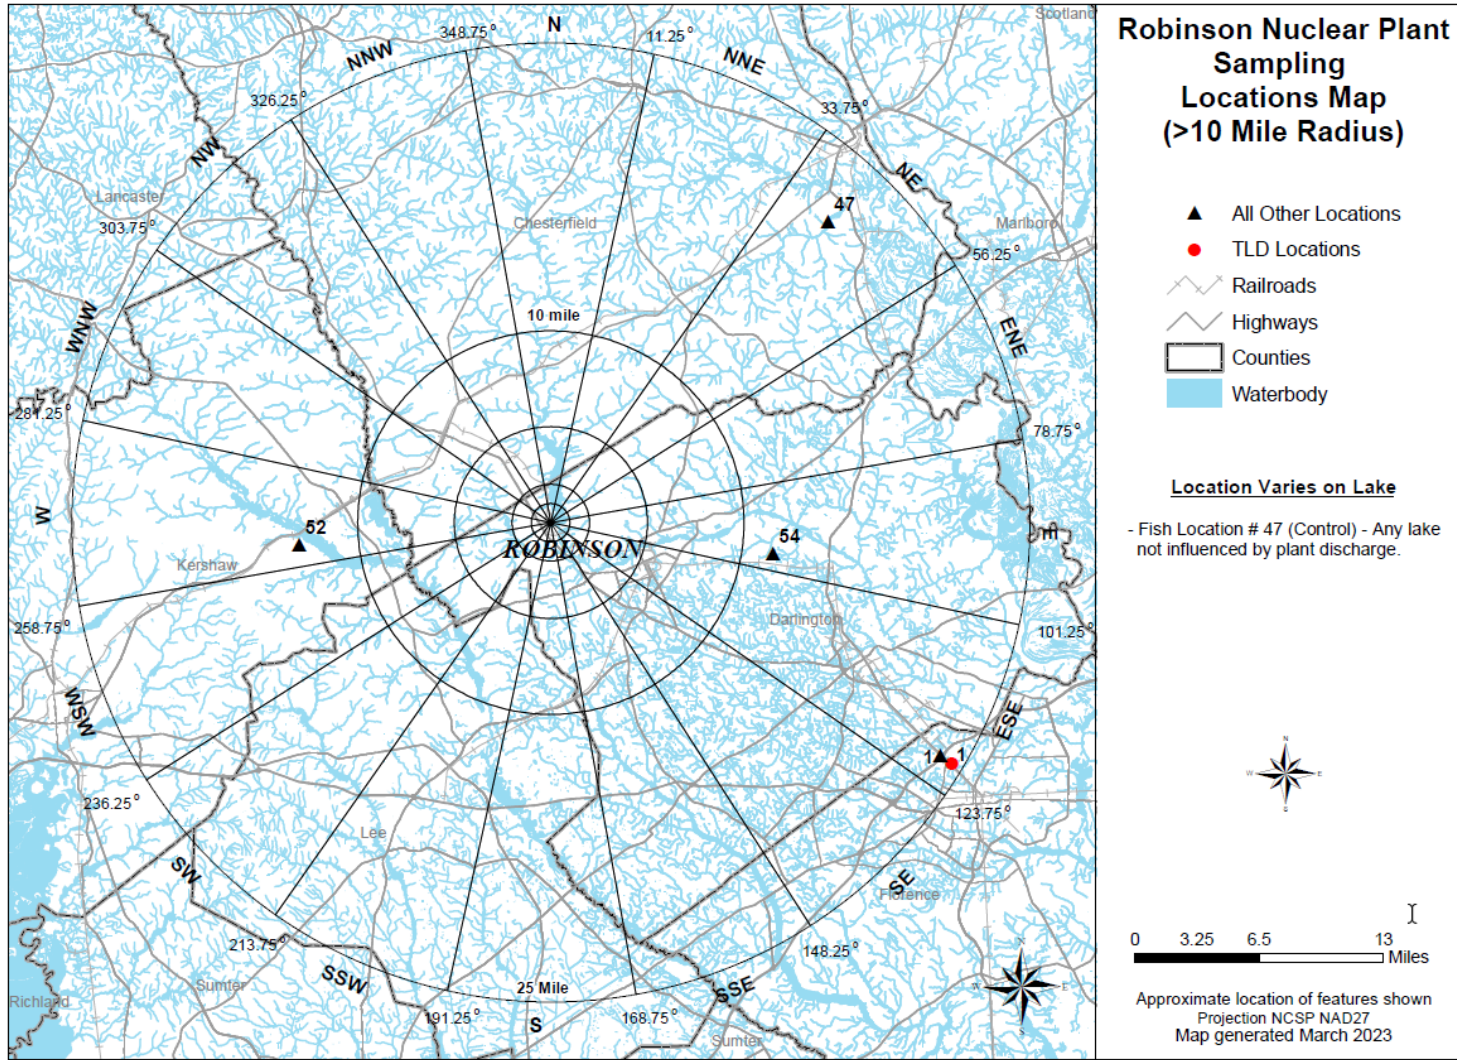 Robinson Nuclear Plant
Sampling
Locations Map
(>10 Mile Radius)
All Other Locations
TLD Locations
Railroads
Highways
Counties
Waterbody
Location Varies on Lake
- Fish Location # 47 (Control) - Any lake
not influenced by plant discharge.
N
W
E
S
0 3.25 6.5 13
Miles
Approximate location of features shown
Projection NCSP NAD27
Map generated March 2023
Scotland
348.75°
N
11.25°
NNW
NNE
326.25°
33.75°
NW
NE
Lancaster
47
303.75°
Chesterfield
Marlboro
56.25°
10 mile
WNW
ENE
281.25°
78.75°
W
52
54
E
ROBINSON
Kershaw
258.75°
Darlington
101.25°
WSW
ESE
1
1
236.25°
123.75°
Lee
SW
SE
Florence
213.75°
148.25°
SSW
25 Mile
SSE
Sumter
Richland
191.25°
S
168.75°
Sumter
N
W
E
S